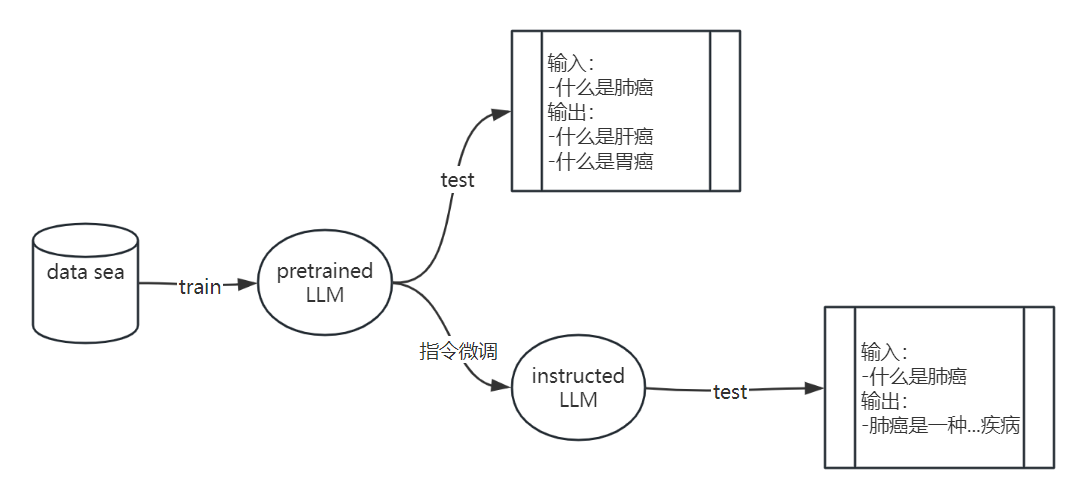 输入：
-什么是肺癌
输出：
-什么是肝癌
-什么是胃癌
test
data sea
train
pretrained
LLM
指令微调
instructed
LLM
test
输入：
-什么是肺癌
输出：
-肺癌是一种...疾病